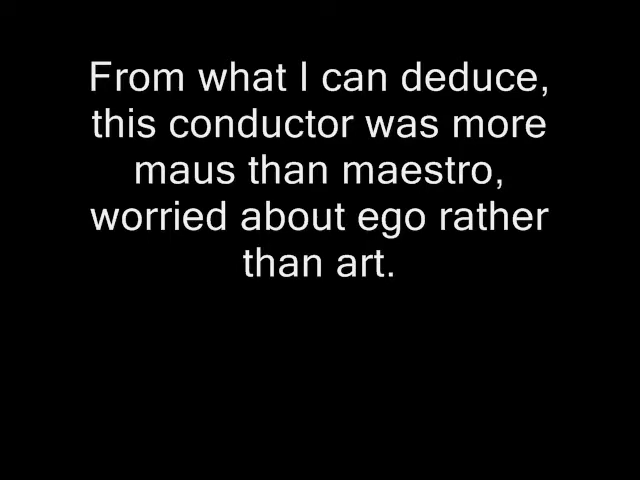 From what I can deduce,
this conductor was more
maus than maestro,
worried about ego rather
than art.